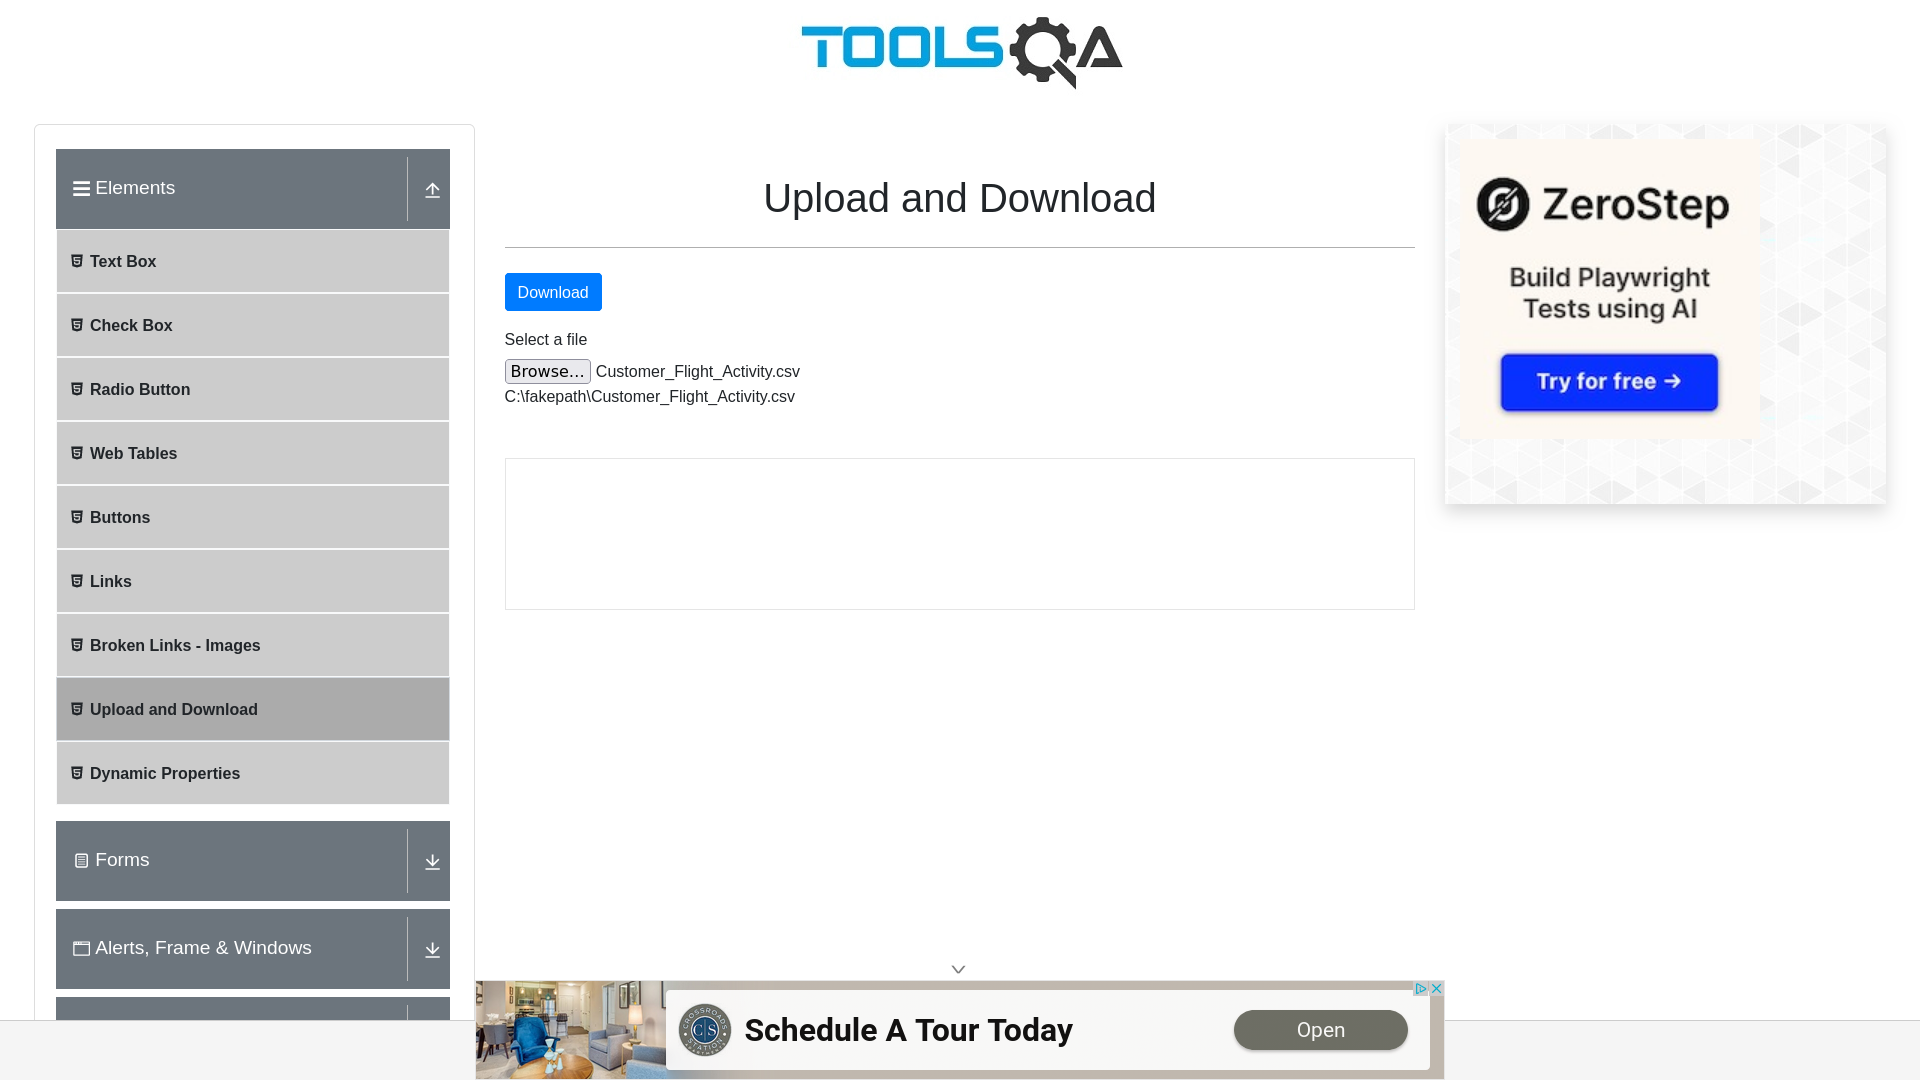 TOOLSQA
Elements
Text Box
Check Box
Radio Button
Web Tables
Buttons
Links
Broken Links - Images
Upload and Download
Dynamic Properties
Forms
Alerts, Frame & Windows
Upload and Download
Download
Select a file
Browse... Customer_Flight_Activity.csv
C:\fakepath\Customer_Flight_Activity.csv
ZeroStep
Build Playwright
Tests using AI
Try for free →
CROSSROADS
C|S
STATION
Schedule A Tour Today
Open